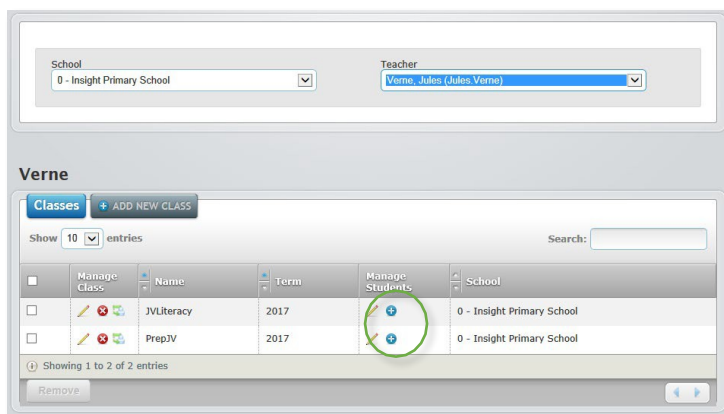 School Teacher
0 - Insight Primary School Verne, Jules (Jules.Verne)
Verne
Classes ADD NEW CLASS
Show 10 entries Search:
Manage Class Name Term Manage Students School
JVLiteracy 2017 0 - Insight Primary School
PrepJV 2017 0 - Insight Primary School
Showing 1 to 2 of 2 entries
Remove